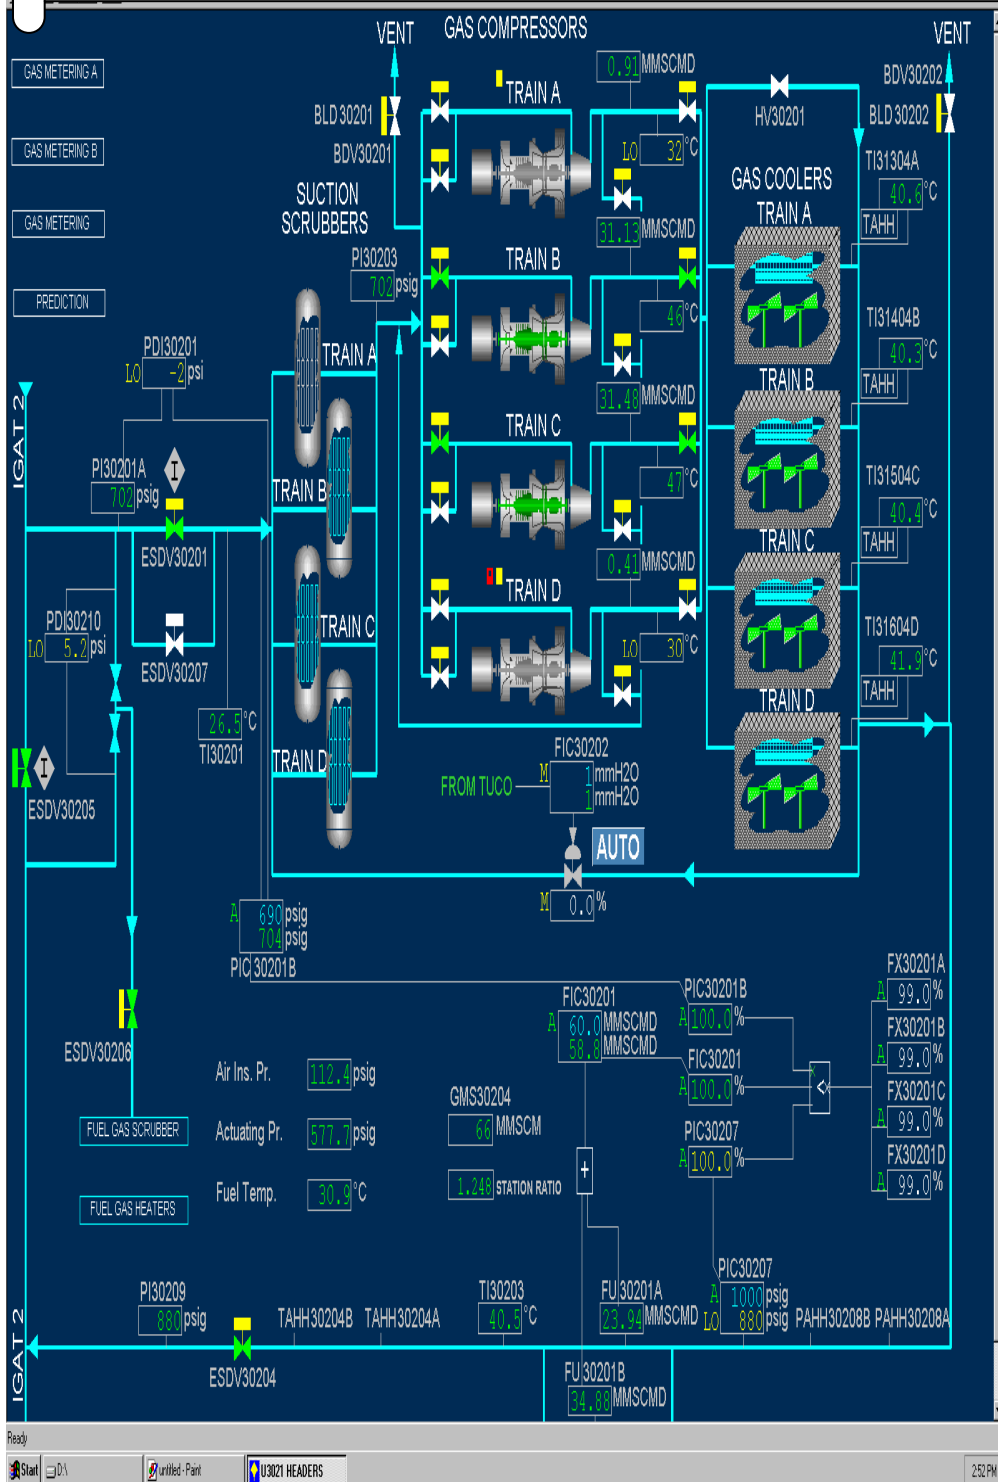 VENT
GAS COMPRESSORS
VENT
GAS METERING A
0.91 MMSCMD
BDV30202
TRAIN A
BLD30201
HV30201
BLD30202
GAS METERING B
BDV30201
LO 32 °C
TI31304A
40.6 °C
TAHH
SUCTION
SCRUBBERS
GAS COOLERS
TRAIN A
GAS METERING
31.13 MMSCMD
PI30203
702 psig
TRAIN B
PREDICTION
46 °C
TI31404B
40.3 °C
TAHH
PDI30201
LO -2 psi
TRAIN A
TRAIN B
31.48 MMSCMD
IGAT 2
TRAIN C
PI30201A
702 psig
I
TRAIN B
47 °C
TI31504C
40.4 °C
TAHH
ESDV30201
TRAIN C
0.41 MMSCMD
TRAIN D
PDI30210
LO 5.2 psi
TRAIN C
LO 30 °C
TI31604D
41.9 °C
TAHH
ESDV30207
TRAIN D
26.5 °C
TI30201
TRAIN D
FIC30202
FROM TUCO
M 1 mmH2O
1 mmH2O
I
ESDV30205
AUTO
M 0.0 %
A 690 psig
704 psig
PIC30201B
FX30201A
A 99.0 %
FIC30201
A 60.0 MMSCMD
58.8 MMSCMD
PIC30201B
A 100.0 %
FX30201B
A 99.0 %
ESDV30206
FIC30201
A 100.0 %
<
FX30201C
A 99.0 %
Air Ins. Pr. 112.4 psig
GMS30204
66 MMSCM
FUEL GAS SCRUBBER
Actuating Pr. 577.7 psig
PIC30207
A 100.0 %
FX30201D
A 99.0 %
+
Fuel Temp. 30.9 °C
1.248 STATION RATIO
FUEL GAS HEATERS
PI30209
880 psig
TAHH30204B
TAHH30204A
TI30203
40.5 °C
FU30201A
23.94 MMSCMD
PIC30207
A 1000 psig
LO 880 psig
PAHH30208B
PAHH30208A
IGAT 2
ESDV30204
FU30201B
34.88 MMSCMD
Ready
Start
D:\
untitled - Paint
U3021 HEADERS
2:52 PM